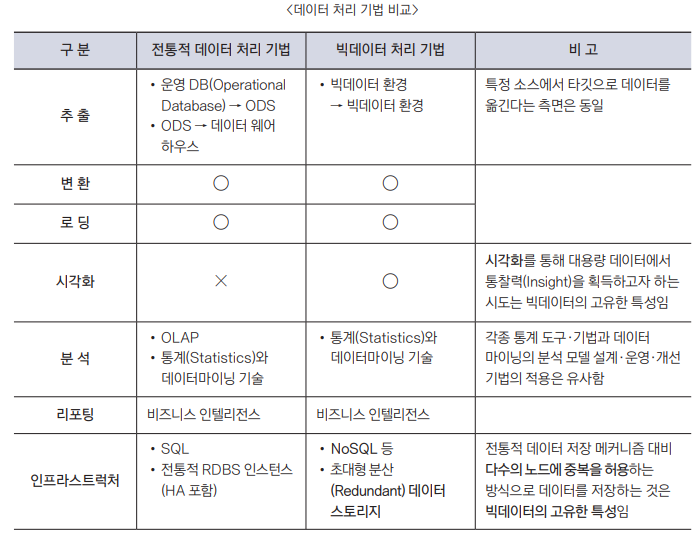 <데이터 처리 기법 비교>
구 분 전통적 데이터 처리 기법 빅데이터 처리 기법 비 고
추 출
• 운영 DB(Operational
Database) → ODS
• ODS → 데이터 웨어
하우스
• 빅데이터 환경
→ 빅데이터 환경
특정 소스에서 타깃으로 데이터를
옮긴다는 측면은 동일
변 환 ○ ○
로 딩 ○ ○
시각화 × ○
시각화를 통해 대용량 데이터에서
통찰력(Insight)을 획득하고자 하는
시도는 빅데이터의 고유한 특성임
분 석
• OLAP
• 통계(Statistics)와
데이터마이닝 기술
• 통계(Statistics)와
데이터마이닝 기술
각종 통계 도구·기법과 데이터
마이닝의 분석 모델 설계·운영·개선
기법의 적용은 유사함
리포팅 비즈니스 인텔리전스 비즈니스 인텔리전스
인프라스트럭처
• SQL
• 전통적 RDBS 인스턴스
(HA 포함)
• NoSQL 등
• 초대형 분산
(Redundant) 데이터
스토리지
전통적 데이터 저장 메커니즘 대비
다수의 노드에 중복을 허용하는
방식으로 데이터를 저장하는 것은
빅데이터의 고유한 특성임